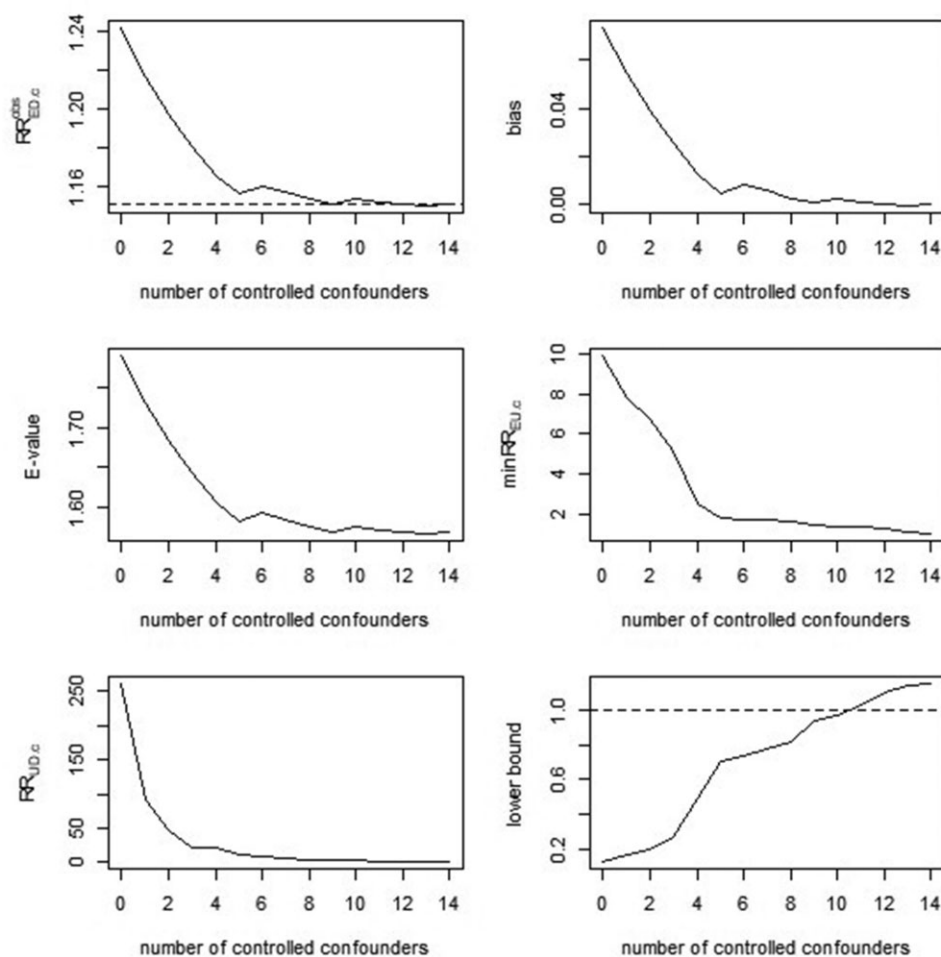 RR^obs_ED.c
1.16 1.20 1.24
0 2 4 6 8 10 12 14
number of controlled confounders
bias
0.00 0.04
0 2 4 6 8 10 12 14
number of controlled confounders
E-value
1.60 1.70
0 2 4 6 8 10 12 14
number of controlled confounders
minRR_EU.c
2 4 6 8 10
0 2 4 6 8 10 12 14
number of controlled confounders
RR_UD.c
0 50 150 250
0 2 4 6 8 10 12 14
number of controlled confounders
lower bound
0.2 0.6 1.0
0 2 4 6 8 10 12 14
number of controlled confounders